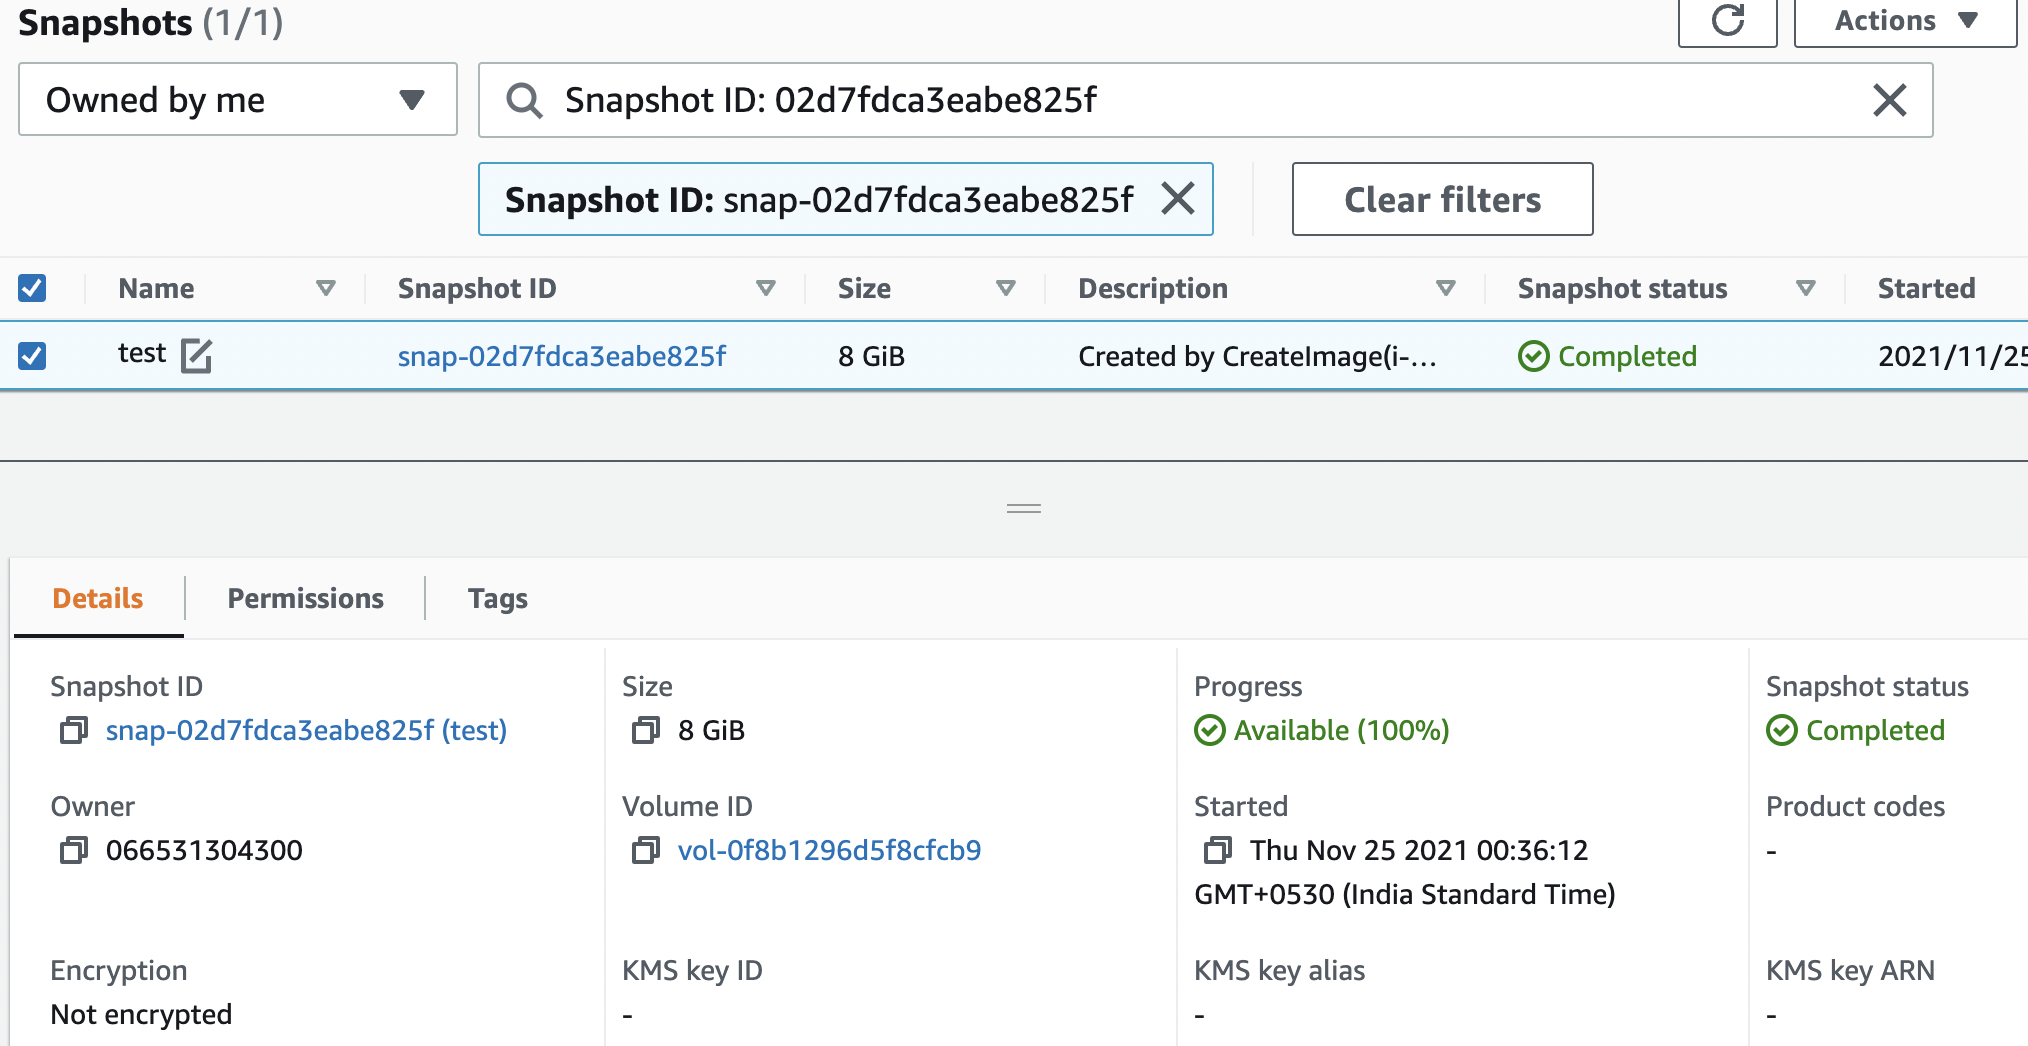 Snapshots (1/1)
Actions
Owned by me
Snapshot ID: 02d7fdca3eabe825f
Snapshot ID: snap-02d7fdca3eabe825f
Clear filters
Name Snapshot ID Size Description Snapshot status Started
test snap-02d7fdca3eabe825f 8 GiB Created by CreateImage(i-... Completed 2021/11/25
Details Permissions Tags
Snapshot ID Size Progress Snapshot status
snap-02d7fdca3eabe825f (test) 8 GiB Available (100%) Completed
Owner Volume ID Started Product codes
066531304300 vol-0f8b1296d5f8cfcb9 Thu Nov 25 2021 00:36:12 -
GMT+0530 (India Standard Time)
Encryption KMS key ID KMS key alias KMS key ARN
Not encrypted - - -